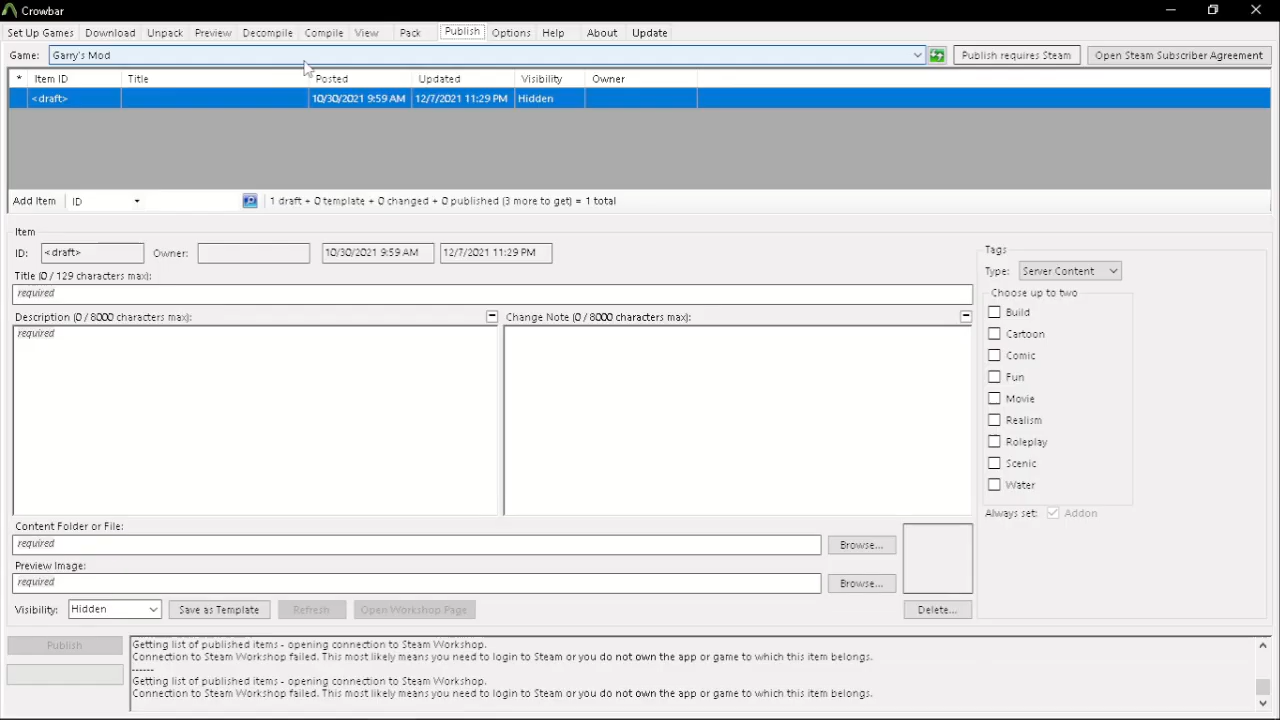 Crowbar
Set Up Games Download Unpack Preview Decompile Compile View Pack Publish Options Help About Update
Game: Garry's Mod Publish requires Steam Open Steam Subscriber Agreement
* Item ID Title Posted Updated Visibility Owner
<draft> 10/30/2021 9:59 AM 12/7/2021 11:29 PM Hidden
Add Item ID 1 draft + 0 template + 0 changed + 0 published (3 more to get) = 1 total
Item
ID: <draft> Owner: 10/30/2021 9:59 AM 12/7/2021 11:29 PM
Title (0 / 129 characters max):
required
Description (0 / 8000 characters max): Change Note (0 / 8000 characters max):
required
Content Folder or File:
required Browse...
Preview Image:
required Browse...
Visibility: Hidden Save as Template Refresh Open Workshop Page Delete...
Tags
Type: Server Content
Choose up to two
Build
Cartoon
Comic
Fun
Movie
Realism
Roleplay
Scenic
Water
Always set: Addon
Publish
Getting list of published items - opening connection to Steam Workshop.
Connection to Steam Workshop failed. This most likely means you need to login to Steam or you do not own the app or game to which this item belongs.
------
Getting list of published items - opening connection to Steam Workshop.
Connection to Steam Workshop failed. This most likely means you need to login to Steam or you do not own the app or game to which this item belongs.